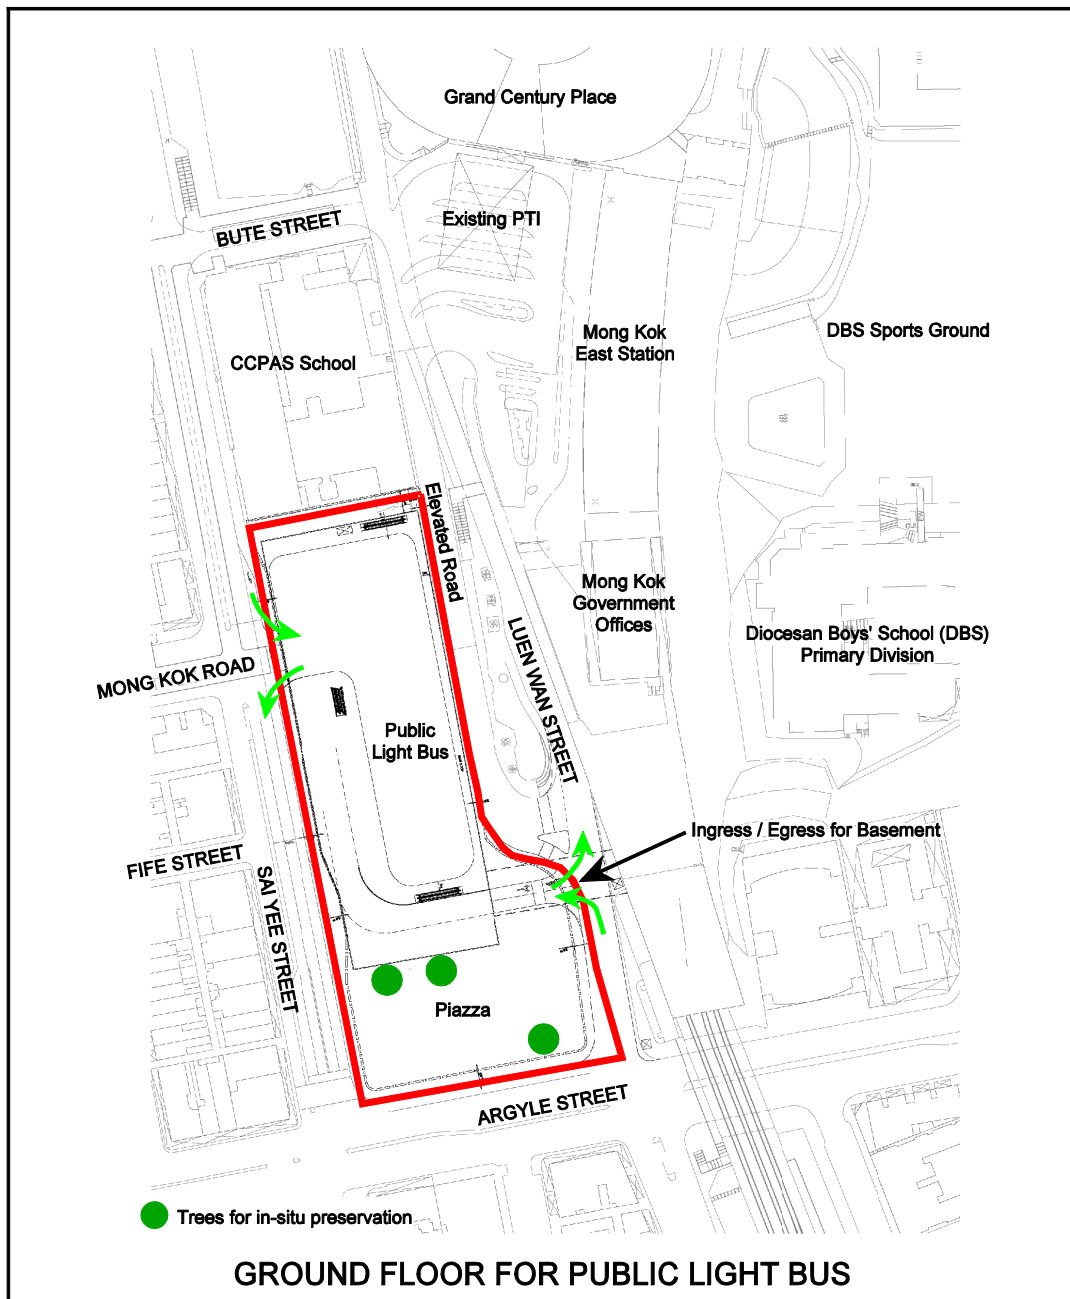 Grand Century Place
Existing PTI
BUTE STREET
Mong Kok
East Station
DBS Sports Ground
CCPAS School
Elevated Road
Mong Kok
Government
Offices
LUEN WAN STREET
Diocesan Boys' School (DBS)
Primary Division
MONG KOK ROAD
Public
Light Bus
Ingress / Egress for Basement
FIFE STREET
SAI YEE STREET
Piazza
ARGYLE STREET
Trees for in-situ preservation
GROUND FLOOR FOR PUBLIC LIGHT BUS